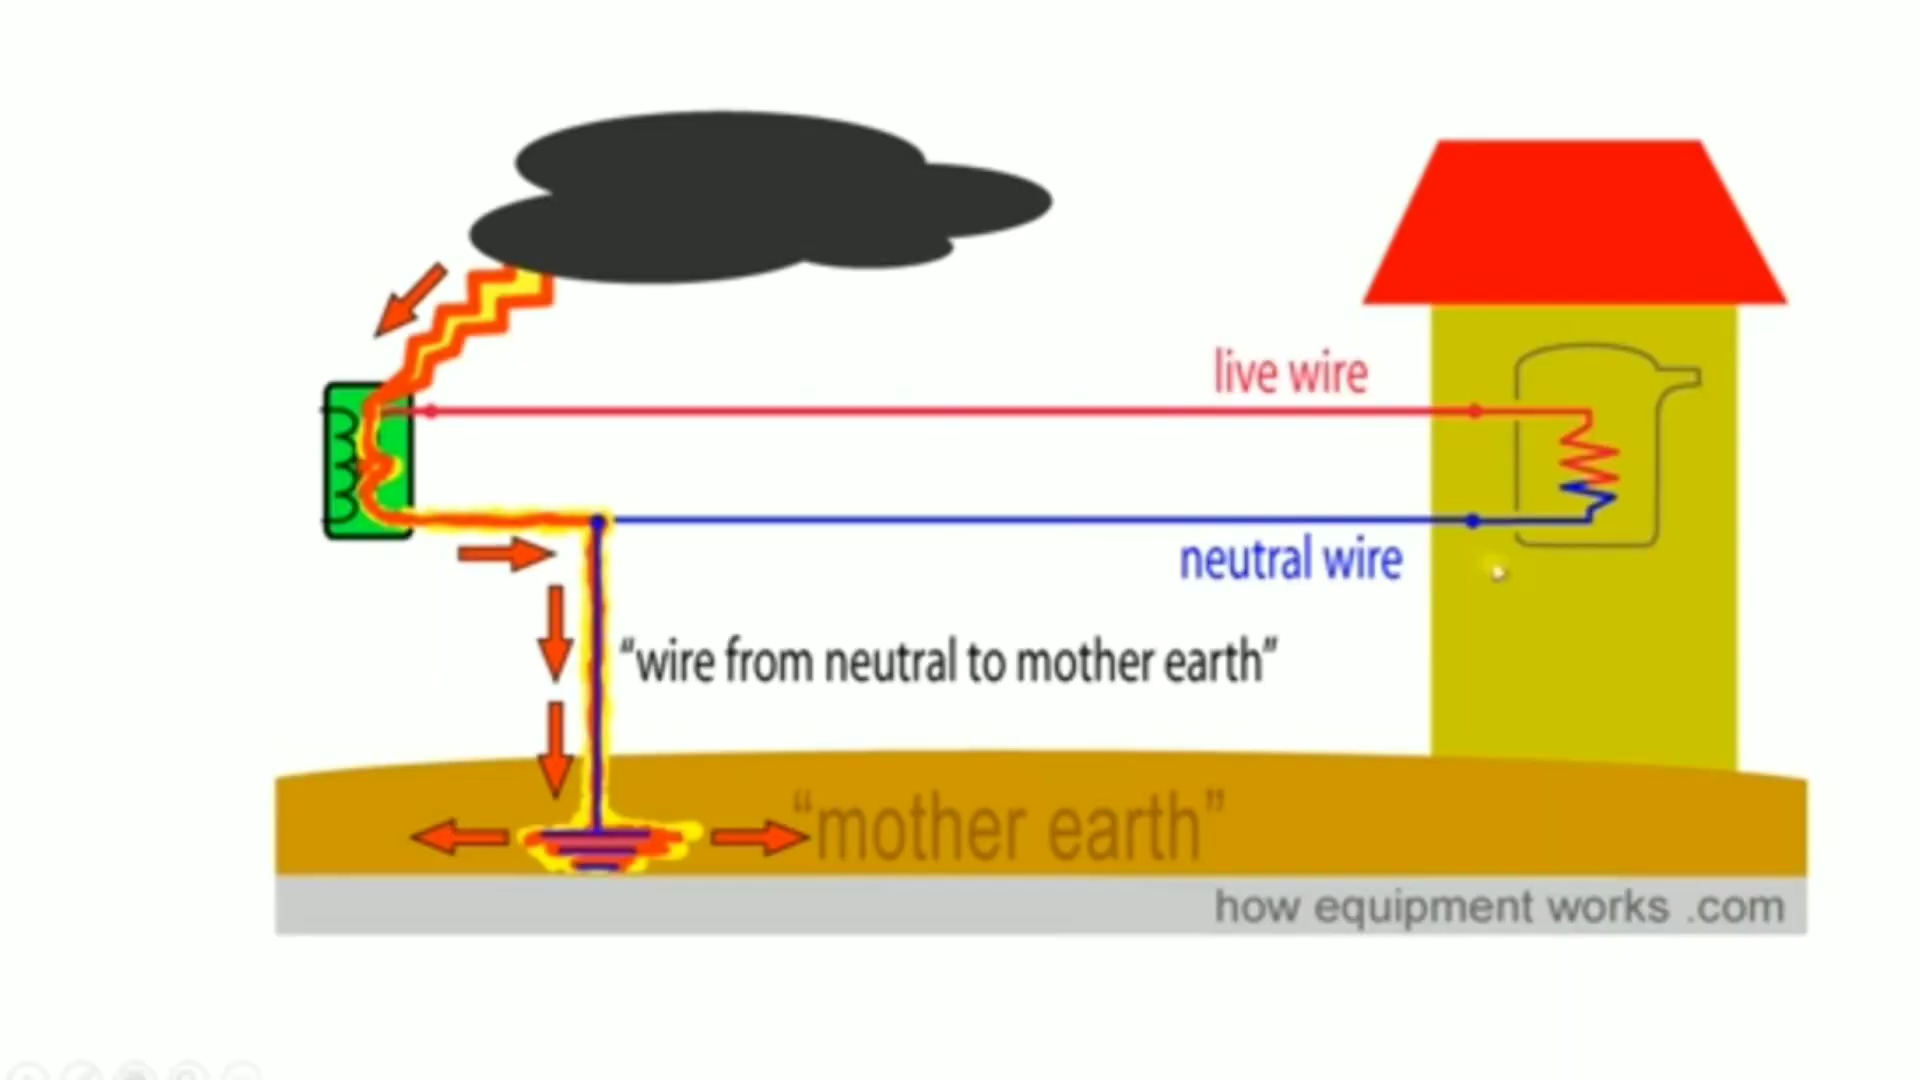 live wire
neutral wire
“wire from neutral to mother earth”
“mother earth”
how equipment works .com